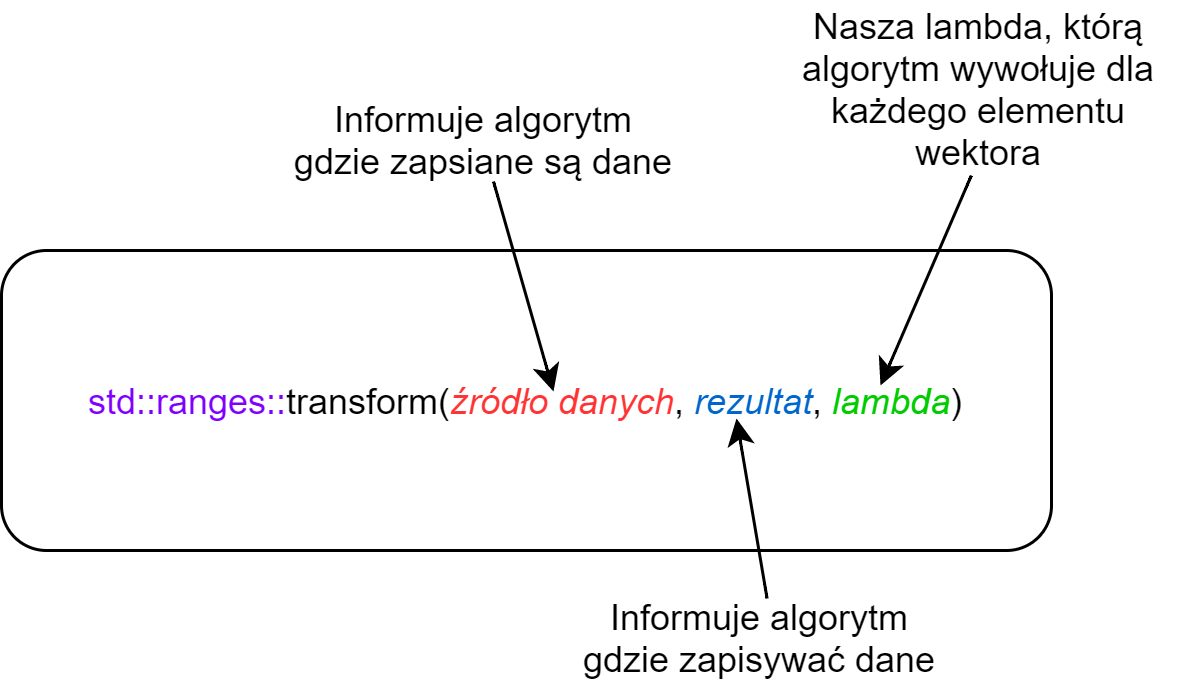 Nasza lambda, którą
algorytm wywołuje dla
każdego elementu
wektora
Informuje algorytm
gdzie zapsiane są dane
std::ranges::transform(źródło danych, rezultat, lambda)
Informuje algorytm
gdzie zapisywać dane